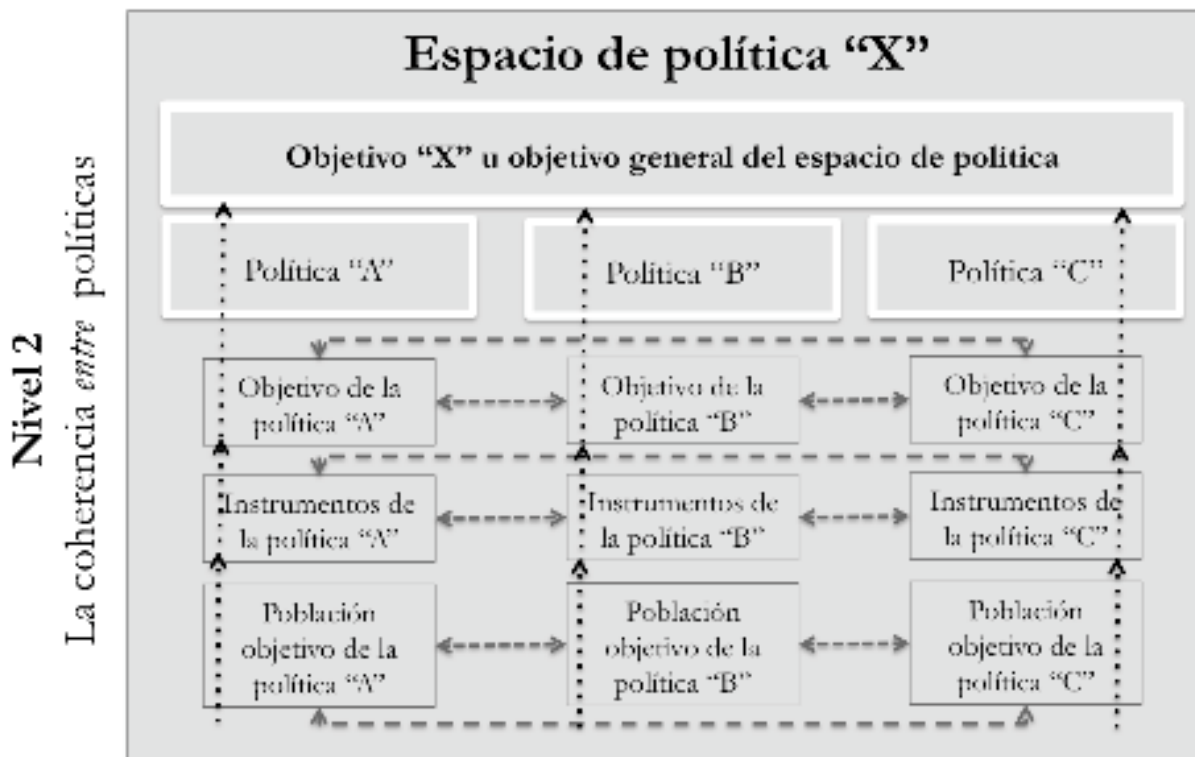 Nivel 2
La coherencia entre políticas
Espacio de política “X”
Objetivo “X” u objetivo general del espacio de política
Política “A”
Política “B”
Política “C”
Objetivo de la
política “A”
Objetivo de la
política “B”
Objetivo de la
política “C”
Instrumentos de
la política “A”
Instrumentos de
la política “B”
Instrumentos de
la política “C”
Población
objetivo de la
política “A”
Población
objetivo de la
política “B”
Población
objetivo de la
política “C”